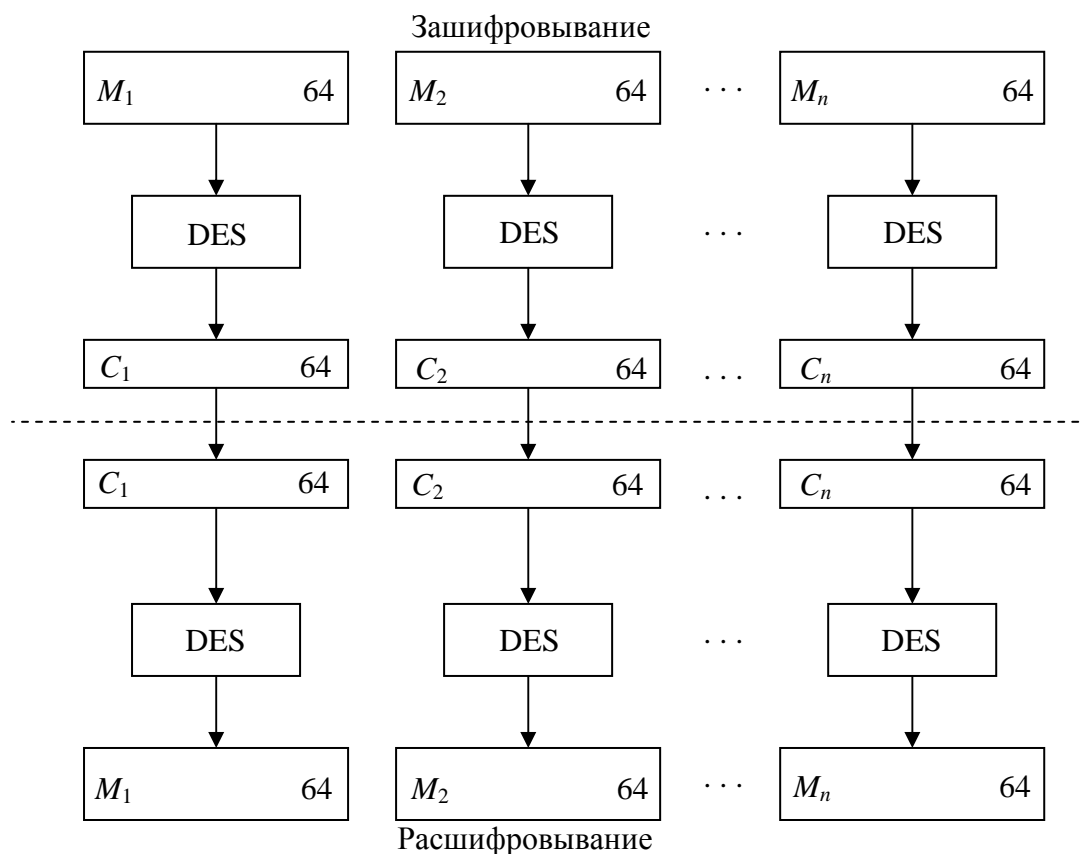 Зашифровывание
M1 64 M2 64 . . . Mn 64
DES DES . . . DES
C1 64 C2 64 . . . Cn 64
C1 64 C2 64 . . . Cn 64
DES DES . . . DES
M1 64 M2 64 . . . Mn 64
Расшифровывание